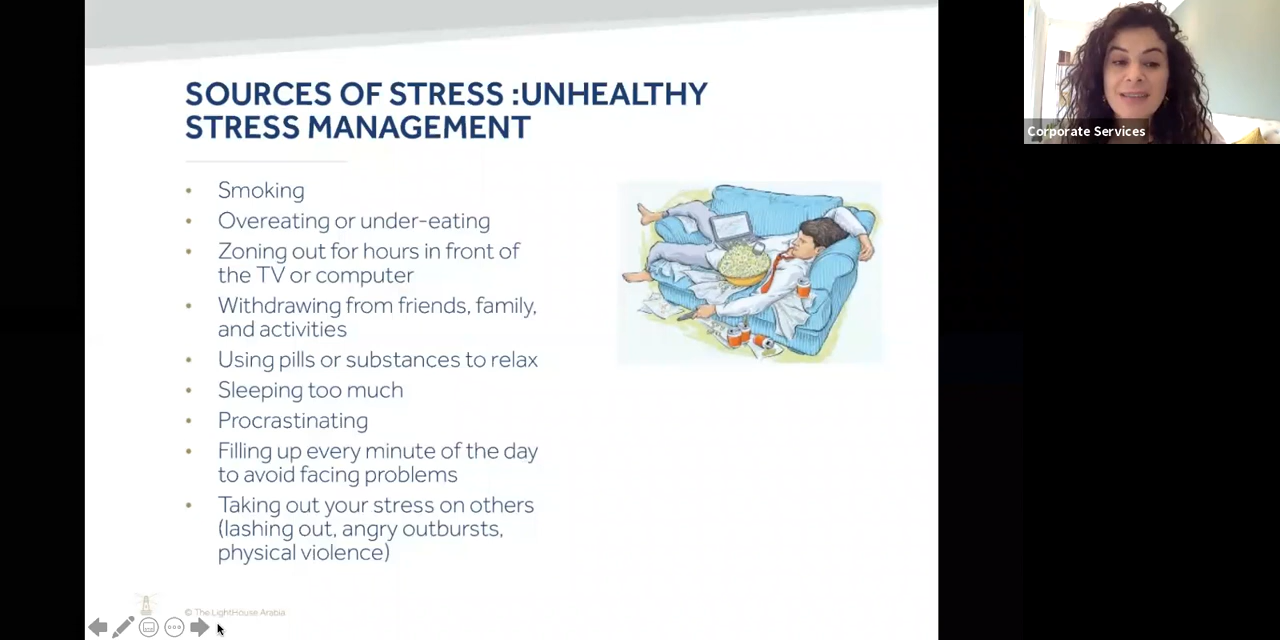 SOURCES OF STRESS :UNHEALTHY
STRESS MANAGEMENT
• Smoking
• Overeating or under-eating
• Zoning out for hours in front of
the TV or computer
• Withdrawing from friends, family,
and activities
• Using pills or substances to relax
• Sleeping too much
• Procrastinating
• Filling up every minute of the day
to avoid facing problems
• Taking out your stress on others
(lashing out, angry outbursts,
physical violence)
© The LightHouse Arabia
Corporate Services